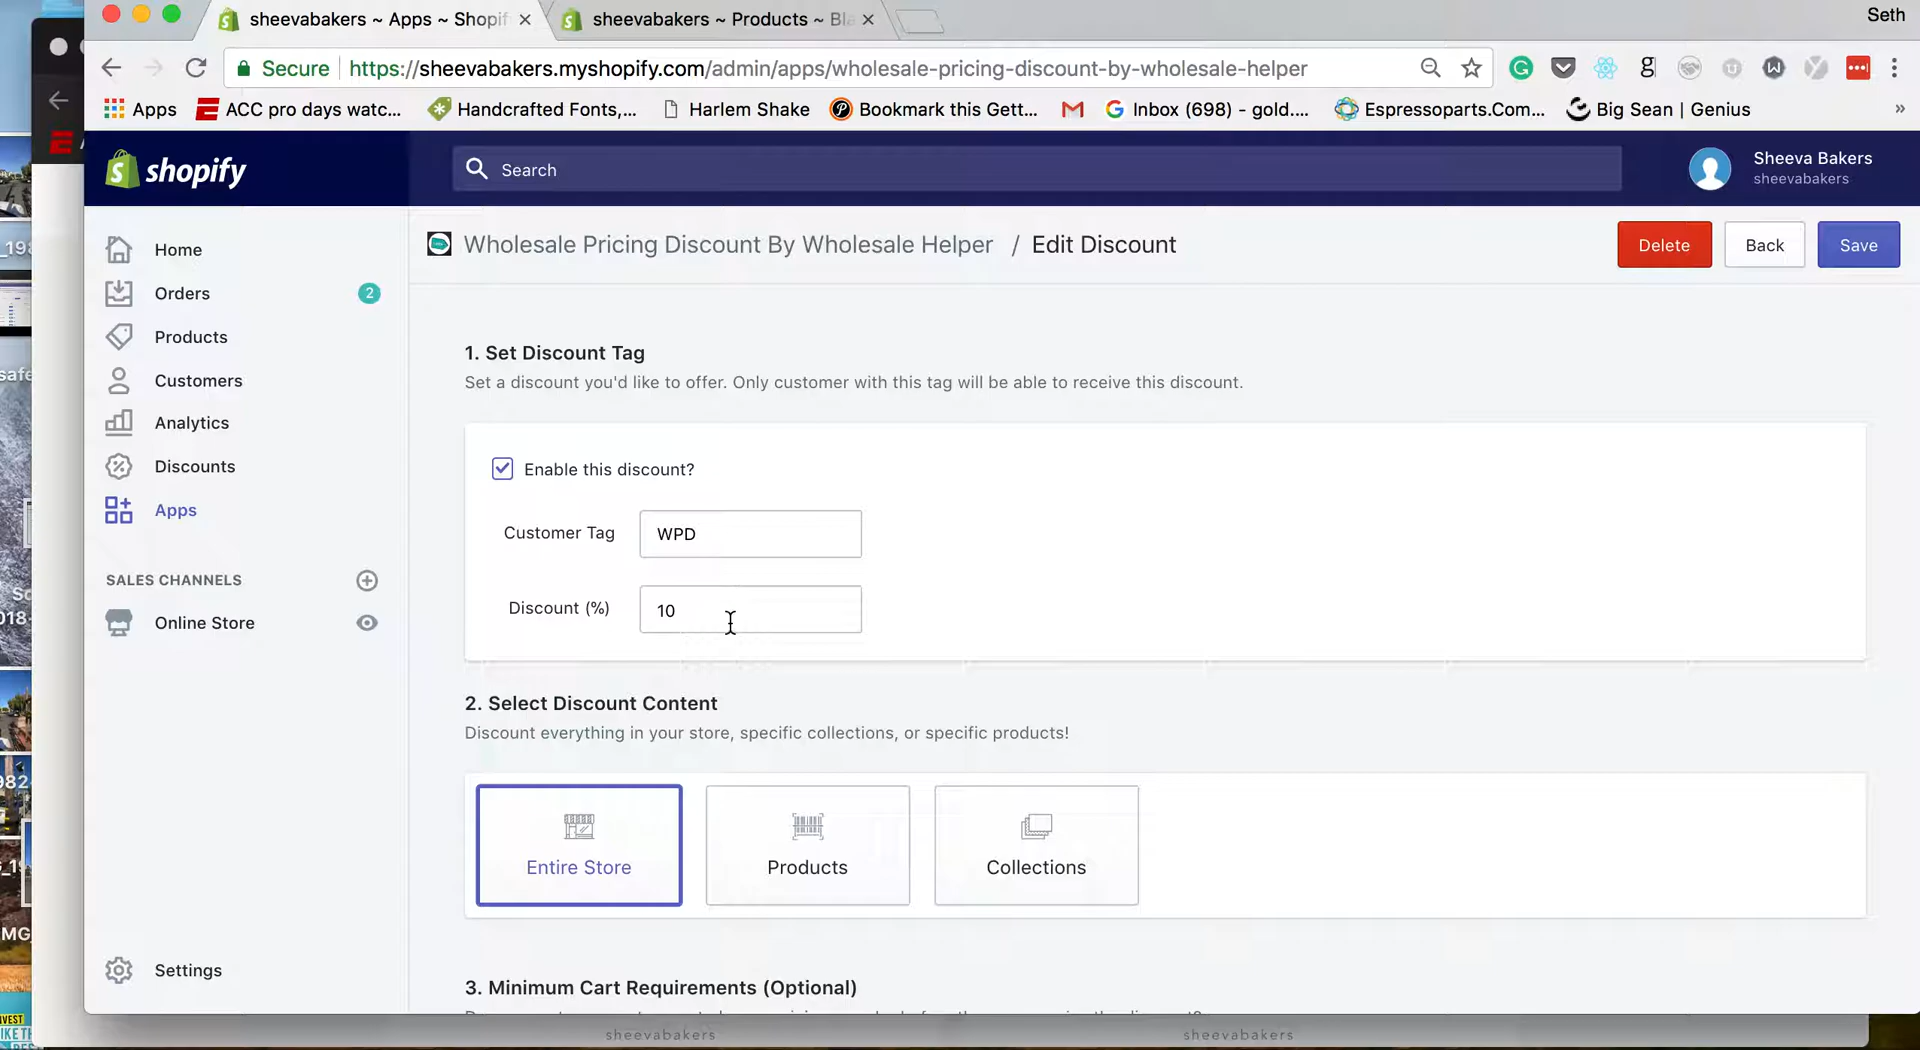 sheevabakers ~ Apps ~ Shopif
sheevabakers ~ Products ~ Bla
Seth
Secure
https://sheevabakers.myshopify.com/admin/apps/wholesale-pricing-discount-by-wholesale-helper
Apps
ACC pro days watc...
Handcrafted Fonts,...
Harlem Shake
Bookmark this Gett...
Inbox (698) - gold....
Espressoparts.Com...
Big Sean | Genius
»
shopify
Search
Sheeva Bakers
sheevabakers
Wholesale Pricing Discount By Wholesale Helper / Edit Discount
Delete
Back
Save
Home
Orders
2
Products
Customers
Analytics
Discounts
Apps
SALES CHANNELS
Online Store
Settings
1. Set Discount Tag
Set a discount you'd like to offer. Only customer with this tag will be able to receive this discount.
Enable this discount?
Customer Tag
WPD
Discount (%)
10
2. Select Discount Content
Discount everything in your store, specific collections, or specific products!
Entire Store
Products
Collections
3. Minimum Cart Requirements (Optional)
sheevabakers
sheevabakers